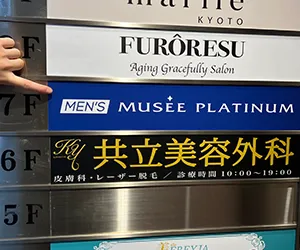 KYOTO
F
FURÔRESU
Aging Gracefully Salon
7F
MEN'S MUSEE PLATINUM
6F
Ky 共立美容外科
皮膚科・レーザー脱毛 / 診療時間 10:00~19:00
5F